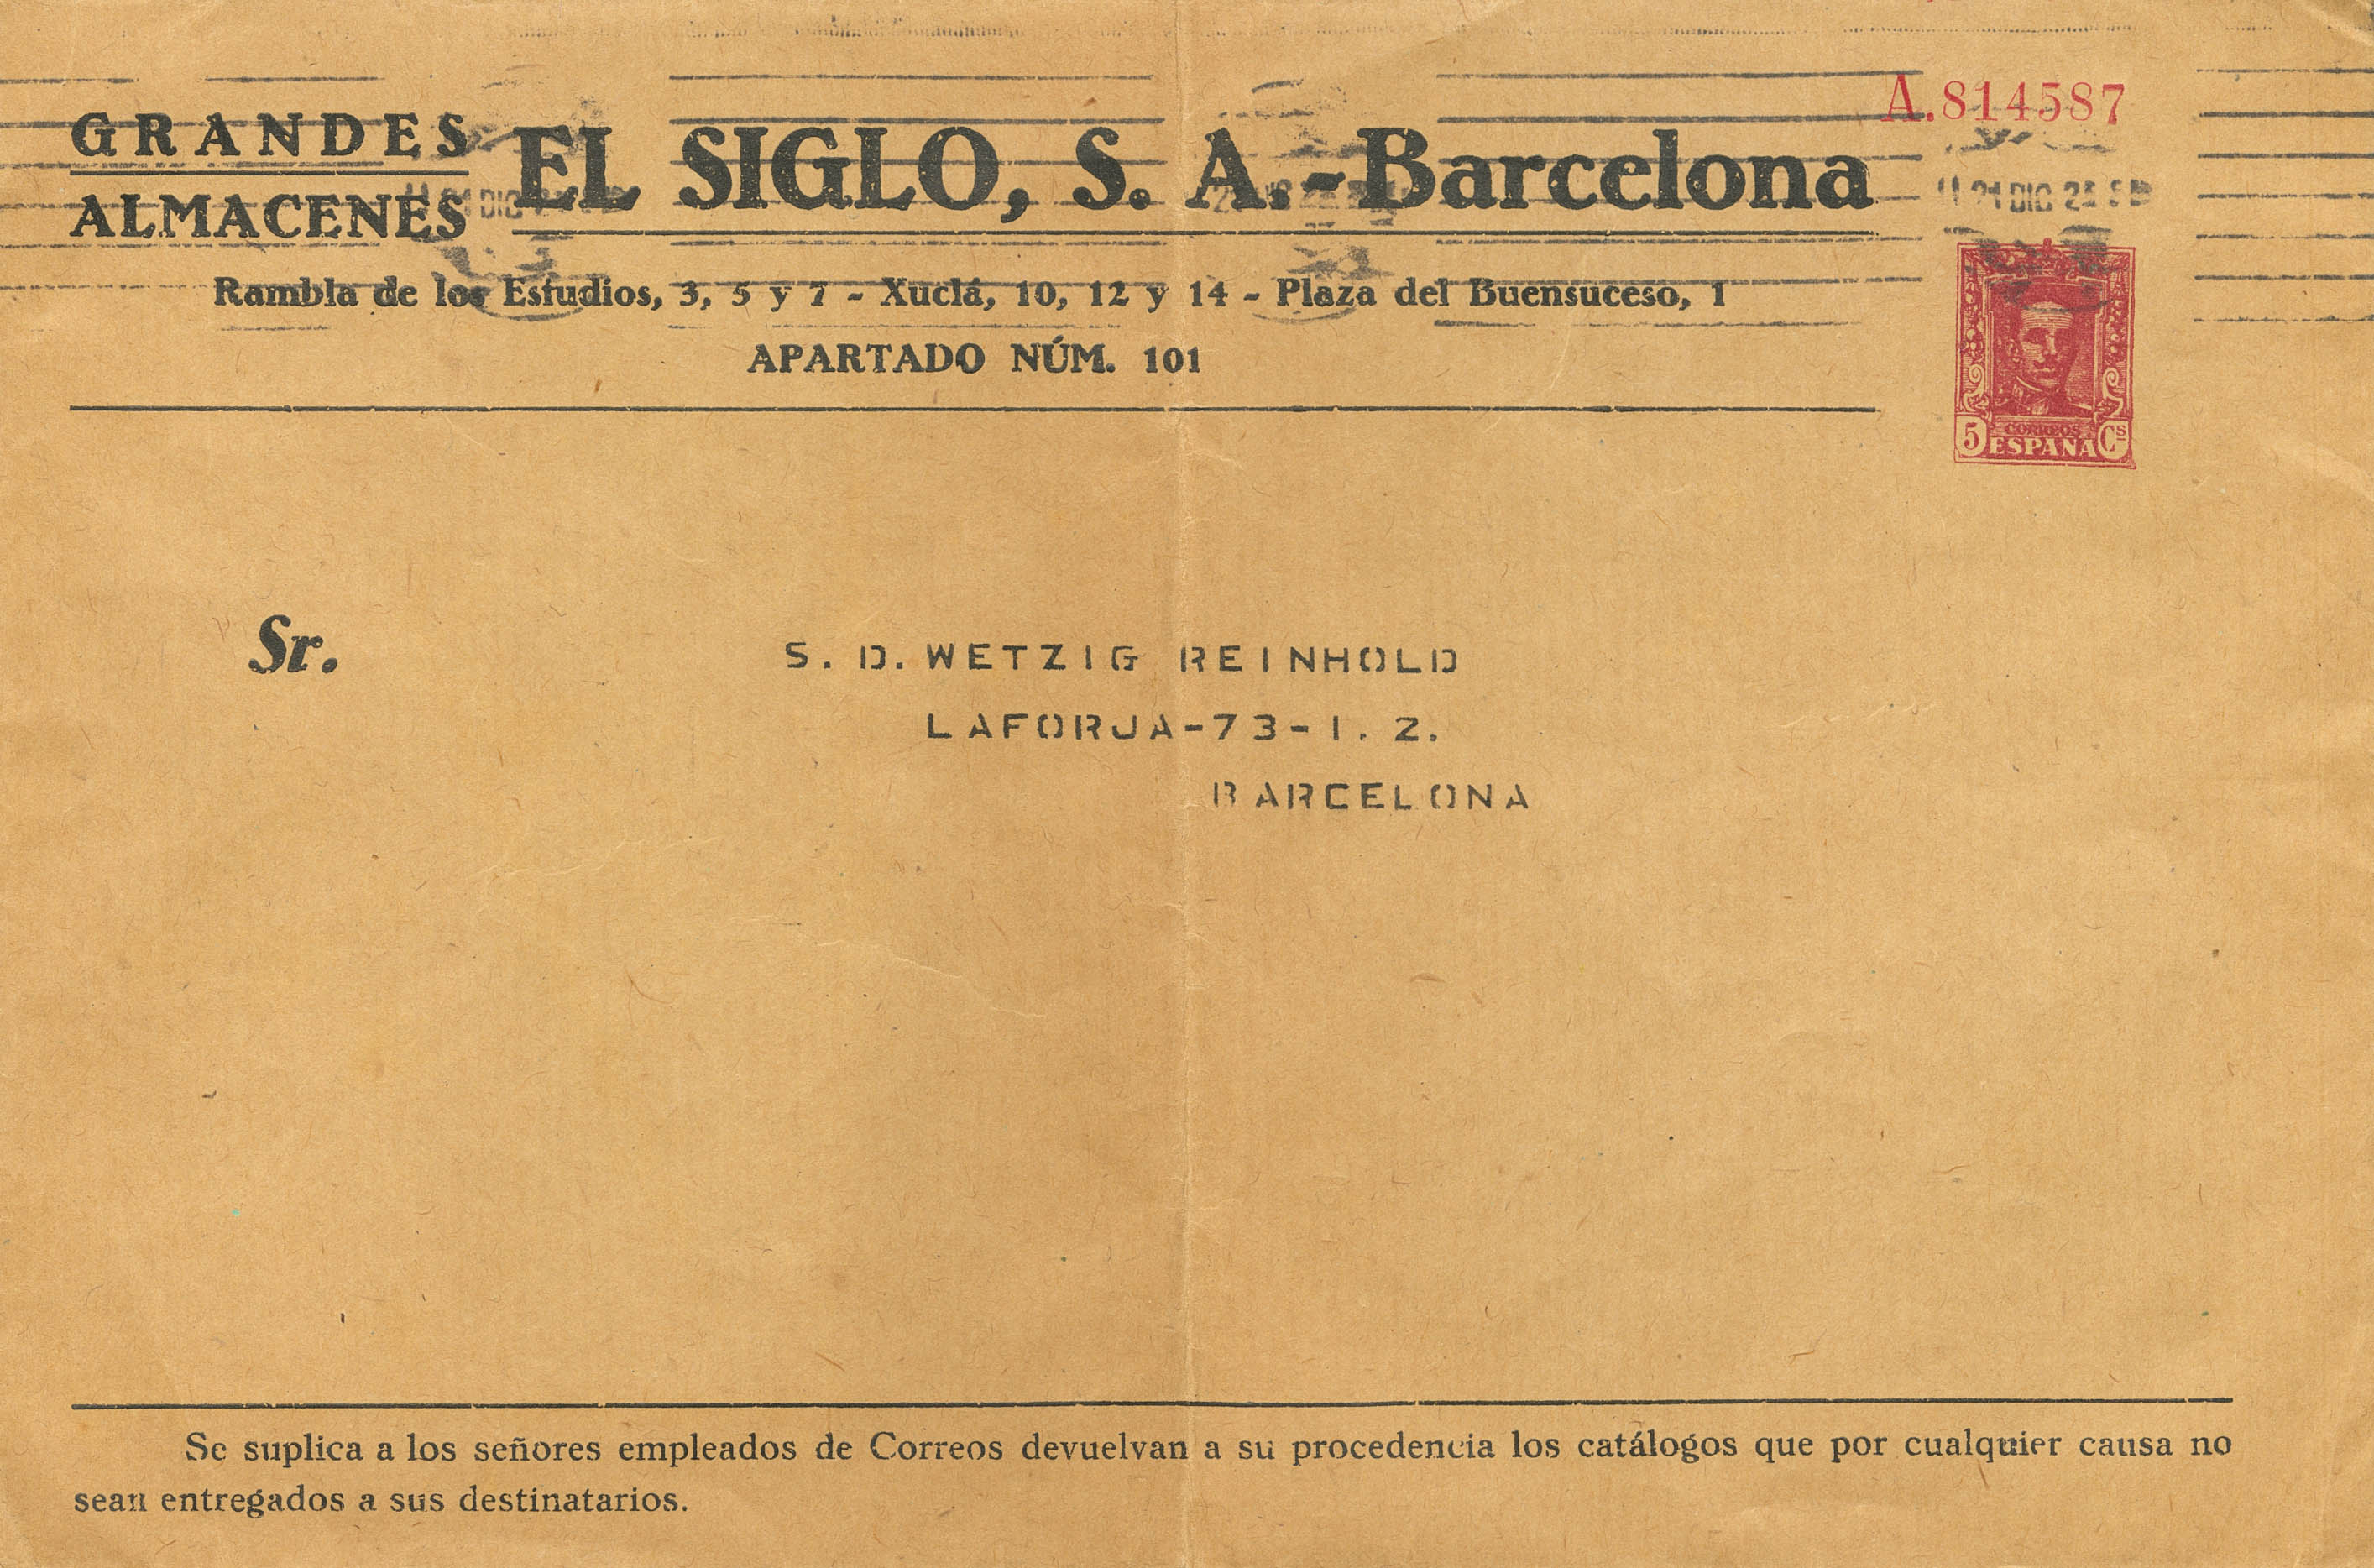 A.814587
GRANDES
ALMACENES
EL SIGLO, S. A.-Barcelona
21 DIC
Rambla de los Estudios, 3, 5 y 7 - Xuclá, 10, 12 y 14 - Plaza del Buensuceso, 1
APARTADO NÚM. 101
5 CORREOS Cs
ESPAÑA
Sr.
S. D. WETZIG REINHOLD
LAFORJA-73-1. 2.
BARCELONA
Se suplica a los señores empleados de Correos devuelvan a su procedencia los catálogos que por cualquier causa no
sean entregados a sus destinatarios.